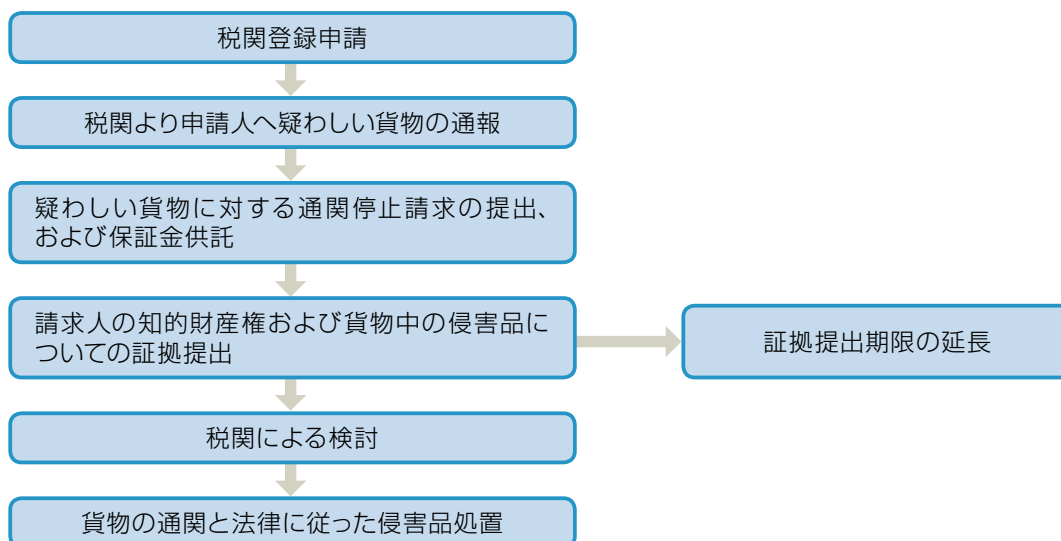 税関登録申請
税関より申請人へ疑わしい貨物の通報
疑わしい貨物に対する通関停止請求の提出、
および保証金供託
請求人の知的財産権および貨物中の侵害品に
ついての証拠提出
証拠提出期限の延長
税関による検討
貨物の通関と法律に従った侵害品処置